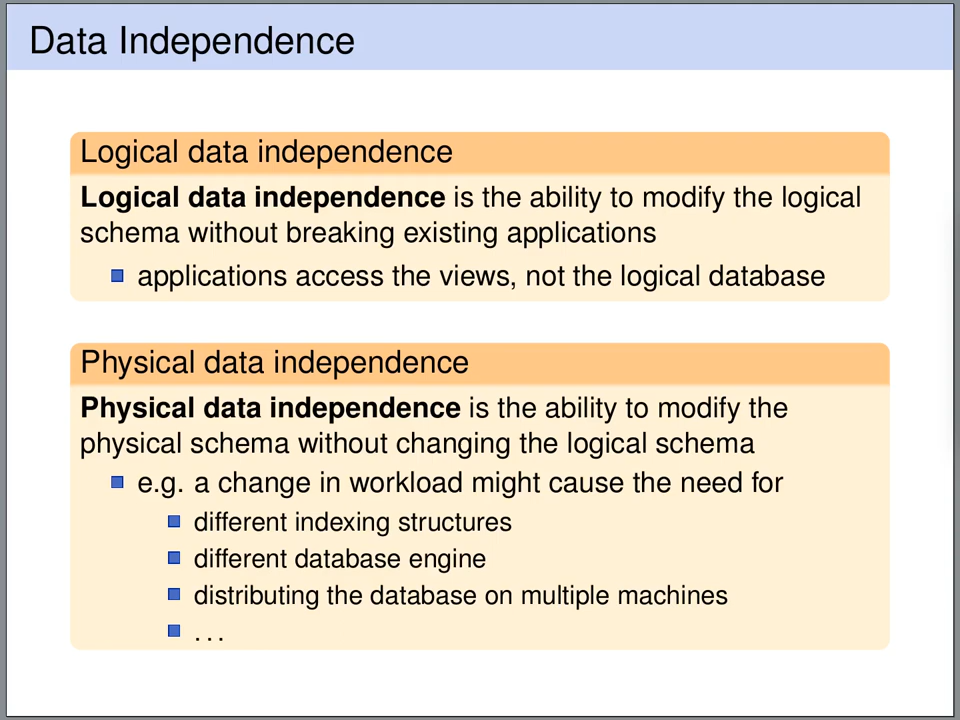 Data Independence
Logical data independence
Logical data independence is the ability to modify the logical
schema without breaking existing applications
applications access the views, not the logical database
Physical data independence
Physical data independence is the ability to modify the
physical schema without changing the logical schema
e.g. a change in workload might cause the need for
different indexing structures
different database engine
distributing the database on multiple machines
...